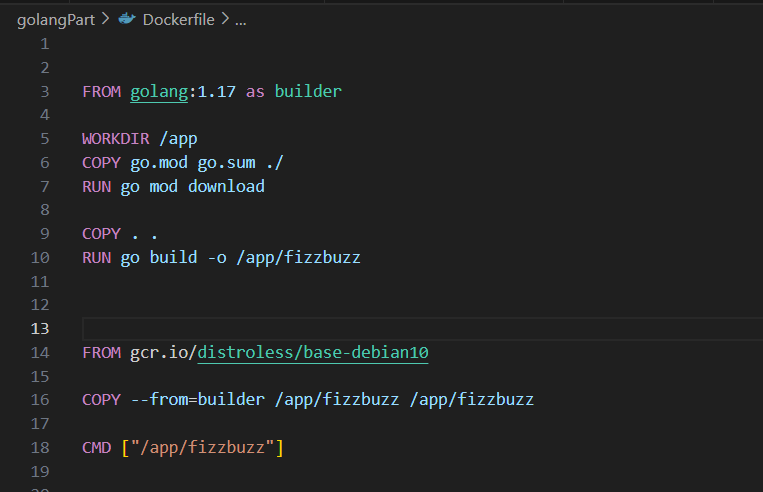 golangPart > Dockerfile > ...
1
2
3 FROM golang:1.17 as builder
4
5 WORKDIR /app
6 COPY go.mod go.sum ./
7 RUN go mod download
8
9 COPY . .
10 RUN go build -o /app/fizzbuzz
11
12
13
14 FROM gcr.io/distroless/base-debian10
15
16 COPY --from=builder /app/fizzbuzz /app/fizzbuzz
17
18 CMD ["/app/fizzbuzz"]
19
20